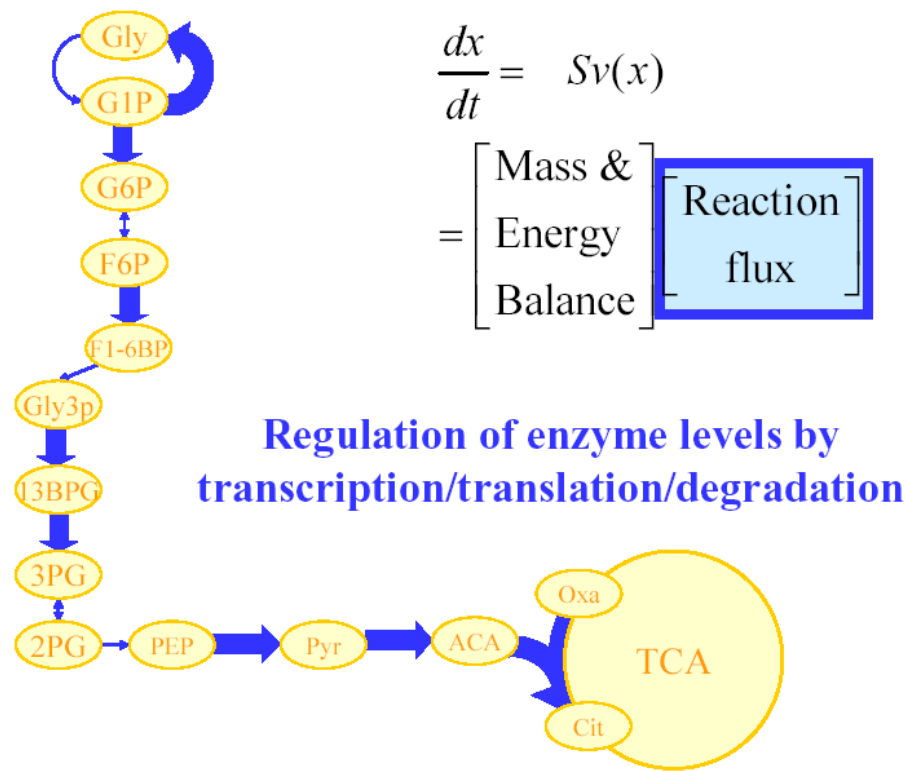 Gly
G1P
G6P
F6P
F1-6BP
Gly3p
13BPG
3PG
2PG
PEP
Pyr
ACA
Oxa
TCA
Cit
dx
dt
= Sv(x)
= [Mass &
Energy
Balance]
[Reaction
flux]
Regulation of enzyme levels by
transcription/translation/degradation